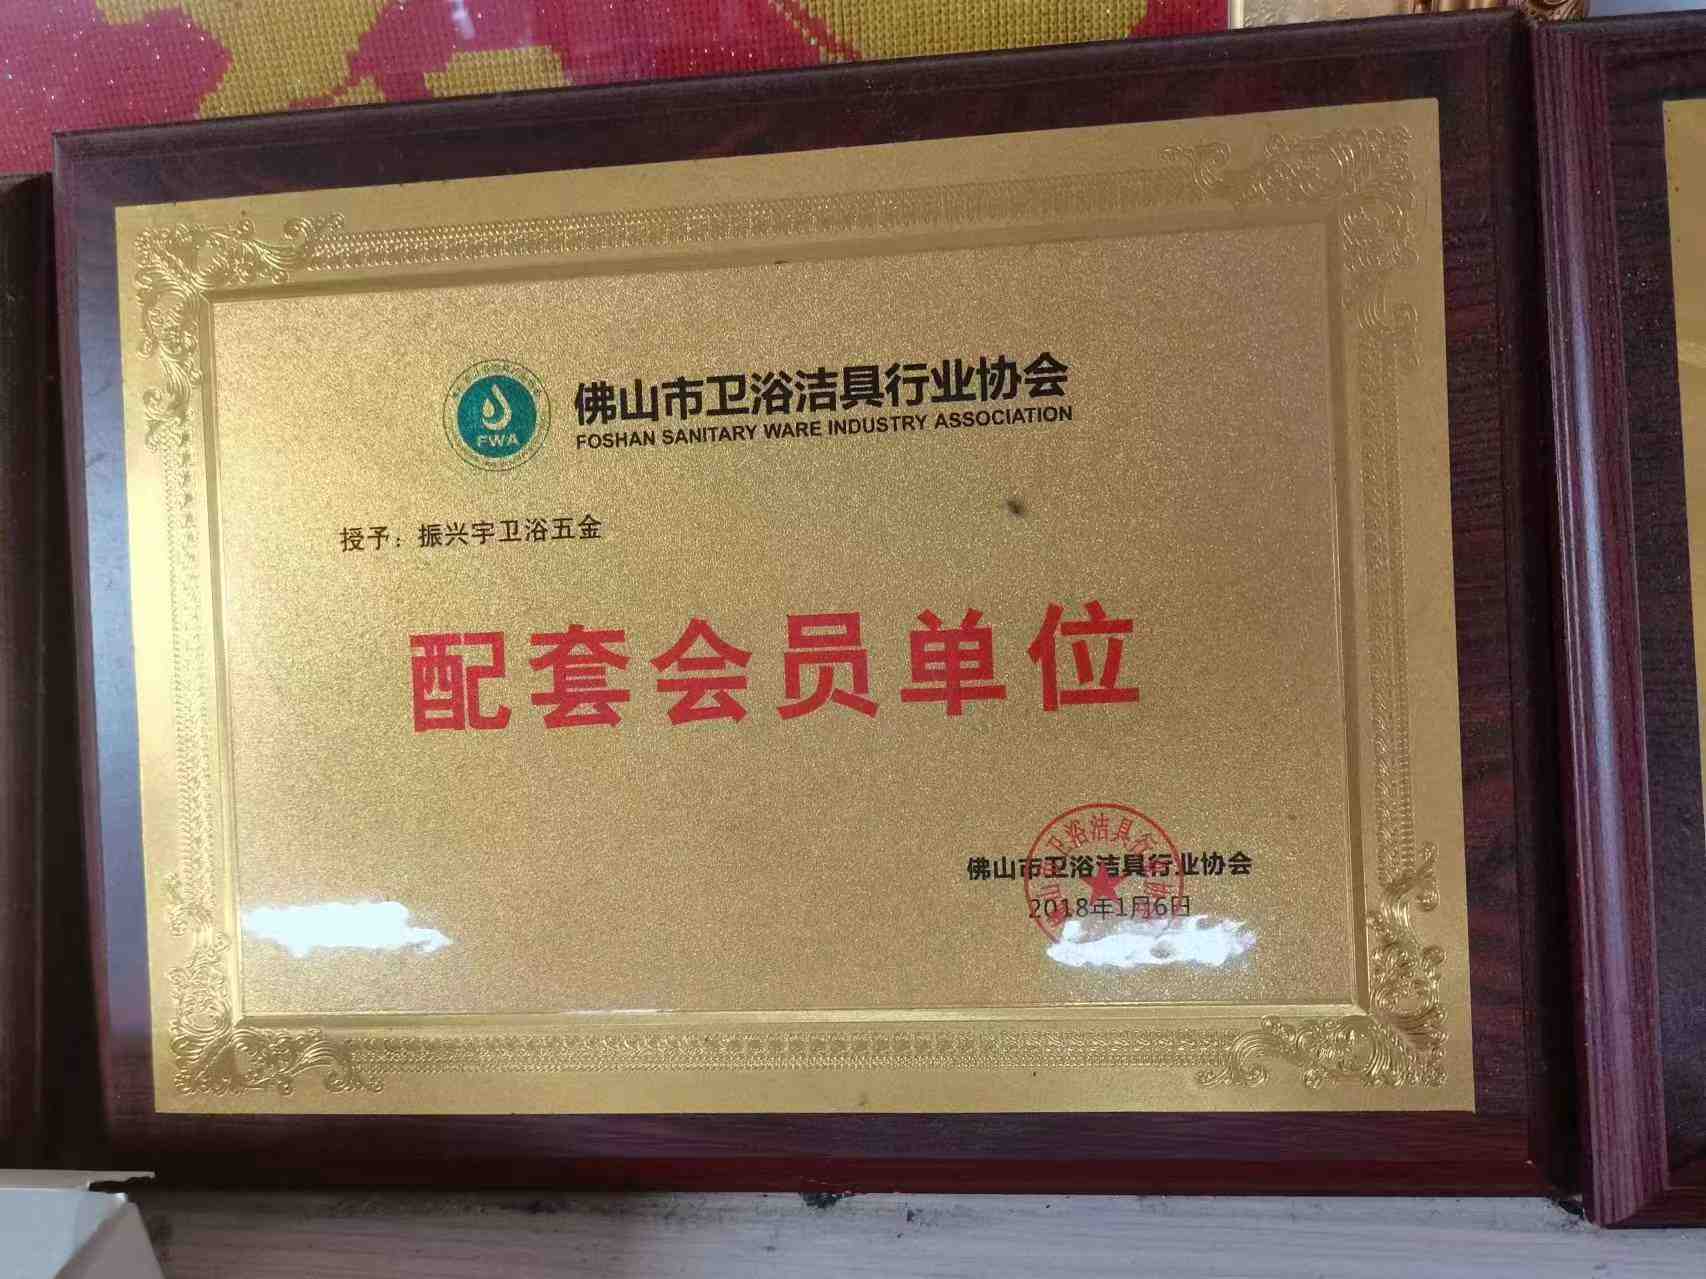 佛山市卫浴洁具行业协会
FOSHAN SANITARY WARE INDUSTRY ASSOCIATION
FWA
授予：振兴宇卫浴五金
配套会员单位
佛山市卫浴洁具行业协会
2018年1月6日